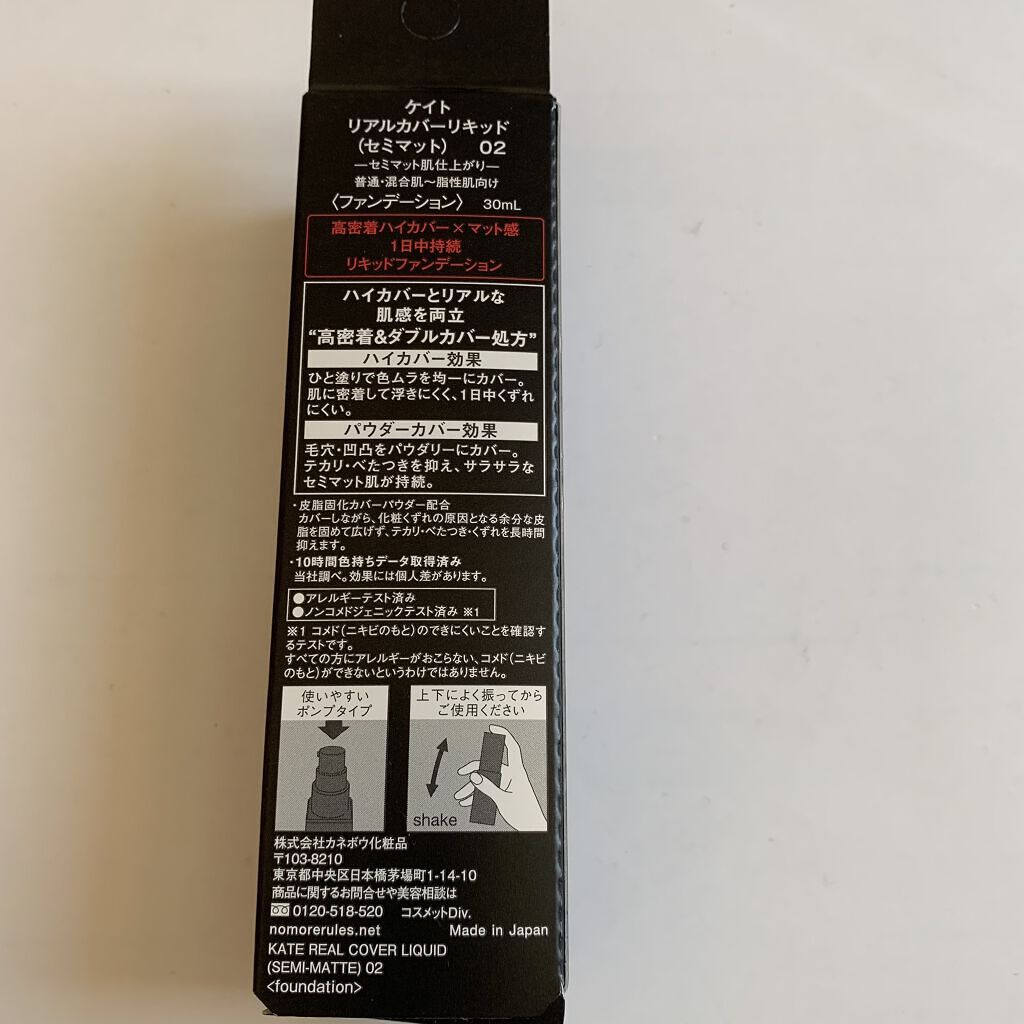 ケイト
リアルカバーリキッド
(セミマット) 02
―セミマット肌仕上がり―
普通・混合肌～脂性肌向け
〈ファンデーション〉 30mL
高密着ハイカバー×マット感
1日中持続
リキッドファンデーション
ハイカバーとリアルな
肌感を両立
“高密着&ダブルカバー処方”
ハイカバー効果
ひと塗りで色ムラを均一にカバー。
肌に密着して浮きにくく、1日中くずれ
にくい。
パウダーカバー効果
毛穴・凹凸をパウダリーにカバー。
テカリ・べたつきを抑え、サラサラな
セミマット肌が持続。
・皮脂固化カバーパウダー配合
カバーしながら、化粧くずれの原因となる余分な皮
脂を固めて広げず、テカリ・べたつき・くずれを長時間
抑えます。
・10時間色持ちデータ取得済み
当社調べ。効果には個人差があります。
●アレルギーテスト済み
●ノンコメドジェニックテスト済み ※1
※1 コメド(ニキビのもと)のできにくいことを確認す
るテストです。
すべての方にアレルギーがおこらない、コメド(ニキビ
のもと)ができないというわけではありません。
使いやすい
ポンプタイプ
上下によく振ってから
ご使用ください
shake
株式会社カネボウ化粧品
〒103-8210
東京都中央区日本橋茅場町1-14-10
商品に関するお問合せや美容相談は
0120-518-520 コスメットDiv.
nomorerules.net Made in Japan
KATE REAL COVER LIQUID
(SEMI-MATTE) 02
<foundation>